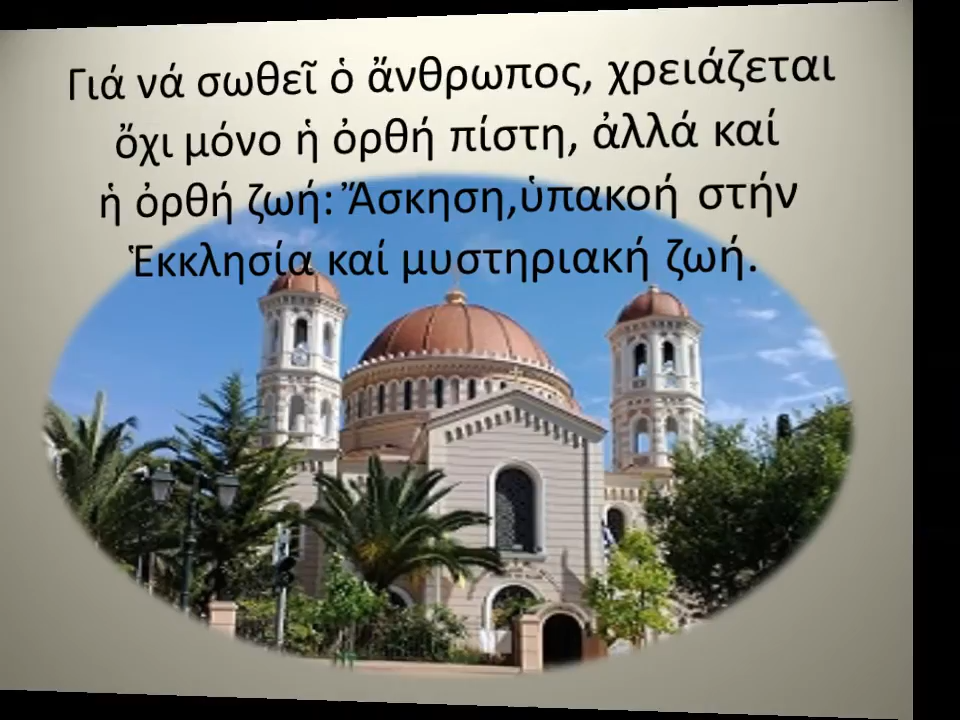 Γιά νά σωθεῖ ὁ ἄνθρωπος, χρειάζεται
ὄχι μόνο ἡ ὀρθή πίστη, ἀλλά καί
ἡ ὀρθή ζωή: Ἄσκηση,ὑπακοή στήν
Ἐκκλησία καί μυστηριακή ζωή.